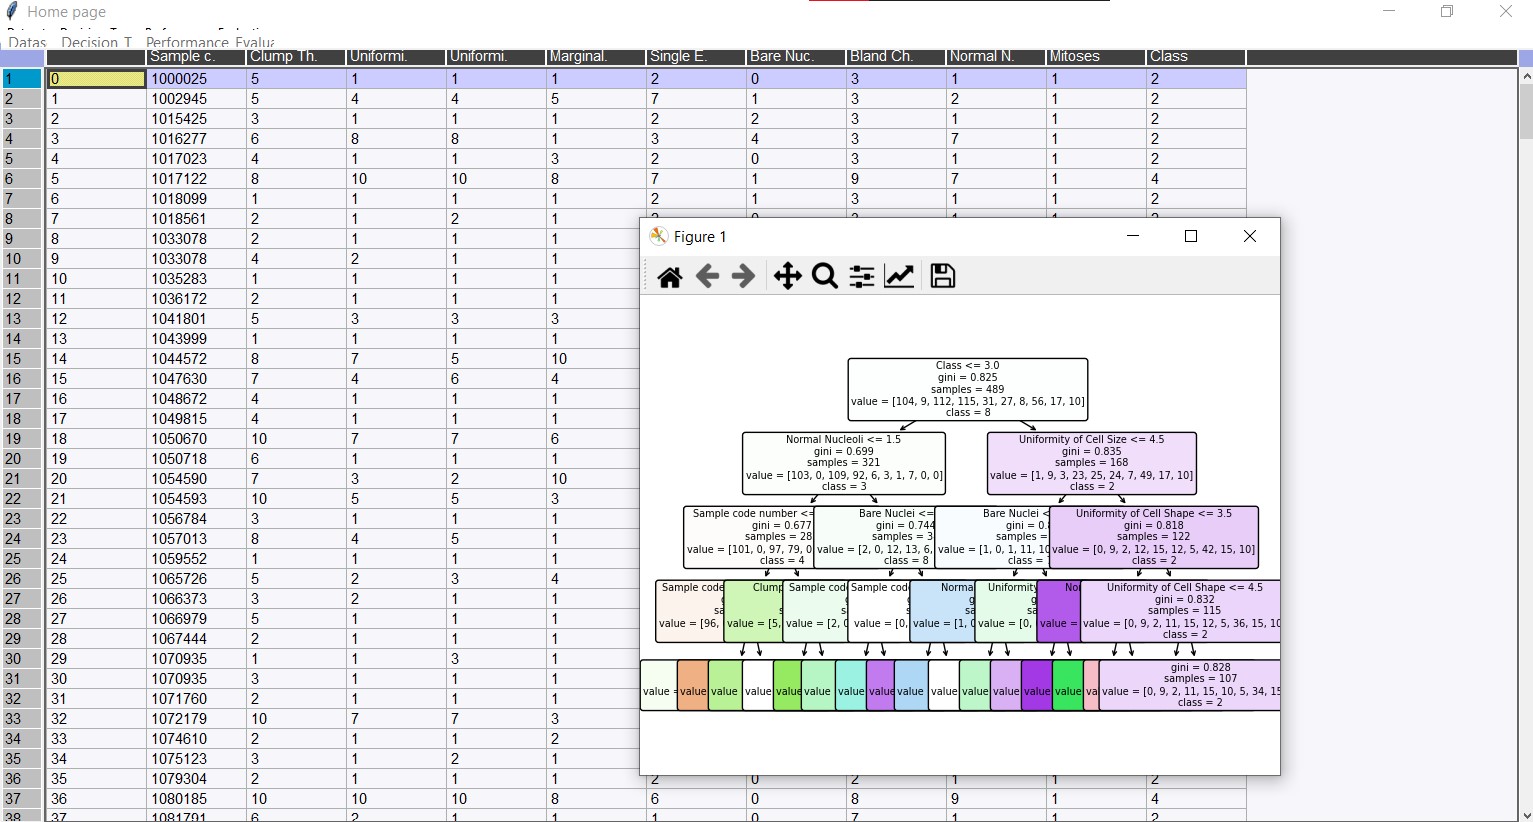 Home page
Datas Decision T Performance Evalua
Sample c. Clump Th. Uniformi. Uniformi. Marginal. Single E. Bare Nuc. Bland Ch. Normal N. Mitoses Class
1 0 1000025 5 1 1 1 2 0 3 1 1 2
2 1 1002945 5 4 4 5 7 1 3 2 1 2
3 2 1015425 3 1 1 1 2 2 3 1 1 2
4 3 1016277 6 8 8 1 3 4 3 7 1 2
5 4 1017023 4 1 1 3 2 0 3 1 1 2
6 5 1017122 8 10 10 8 7 1 9 7 1 4
7 6 1018099 1 1 1 1 2 1 3 1 1 2
8 7 1018561 2 1 2 1
9 8 1033078 2 1 1 1
10 9 1033078 4 2 1 1
11 10 1035283 1 1 1 1
12 11 1036172 2 1 1 1
13 12 1041801 5 3 3 3
14 13 1043999 1 1 1 1
15 14 1044572 8 7 5 10
16 15 1047630 7 4 6 4
17 16 1048672 4 1 1 1
18 17 1049815 4 1 1 1
19 18 1050670 10 7 7 6
20 19 1050718 6 1 1 1
21 20 1054590 7 3 2 10
22 21 1054593 10 5 5 3
23 22 1056784 3 1 1 1
24 23 1057013 8 4 5 1
25 24 1059552 1 1 1 1
26 25 1065726 5 2 3 4
27 26 1066373 3 2 1 1
28 27 1066979 5 1 1 1
29 28 1067444 2 1 1 1
30 29 1070935 1 1 3 1
31 30 1070935 3 1 1 1
32 31 1071760 2 1 1 1
33 32 1072179 10 7 7 3
34 33 1074610 2 1 1 2
35 34 1075123 3 1 2 1
36 35 1079304 2 1 1 1 2 0 2 1 1 2
37 36 1080185 10 10 10 8 6 0 8 9 1 4
38 37 1081791 6 2 1 1 1 0 7 1 1 2
Figure 1
Class <= 3.0
gini = 0.825
samples = 489
value = [104, 9, 112, 115, 31, 27, 8, 56, 17, 10]
class = 8
Normal Nucleoli <= 1.5
gini = 0.699
samples = 321
value = [103, 0, 109, 92, 6, 3, 1, 7, 0, 0]
class = 3
Uniformity of Cell Size <= 4.5
gini = 0.835
samples = 168
value = [1, 9, 3, 23, 25, 24, 7, 49, 17, 10]
class = 2
Sample code number <=
gini = 0.677
samples = 28
value = [101, 0, 97, 79, 0
class = 4
Bare Nuclei <=
gini = 0.744
samples = 3
value = [2, 0, 12, 13, 6,
class = 8
Bare Nuclei <
gini = 0.8
samples =
value = [1, 0, 1, 11, 10
class =
Uniformity of Cell Shape <= 3.5
gini = 0.818
samples = 122
value = [0, 9, 2, 12, 15, 12, 5, 42, 15, 10]
class = 2
Sample code
value = [96,
Clump
value = [5,
Sample cod
value = [2, 0
Sample cod
value = [0,
Norma
value = [1, 0
Uniformity
value = [0,
No
value =
Uniformity of Cell Shape <= 4.5
gini = 0.832
samples = 115
value = [0, 9, 2, 11, 15, 12, 5, 36, 15, 10
class = 2
value value value value value value value value value value value value value value va
gini = 0.828
samples = 107
value = [0, 9, 2, 11, 15, 10, 5, 34, 15
class = 2